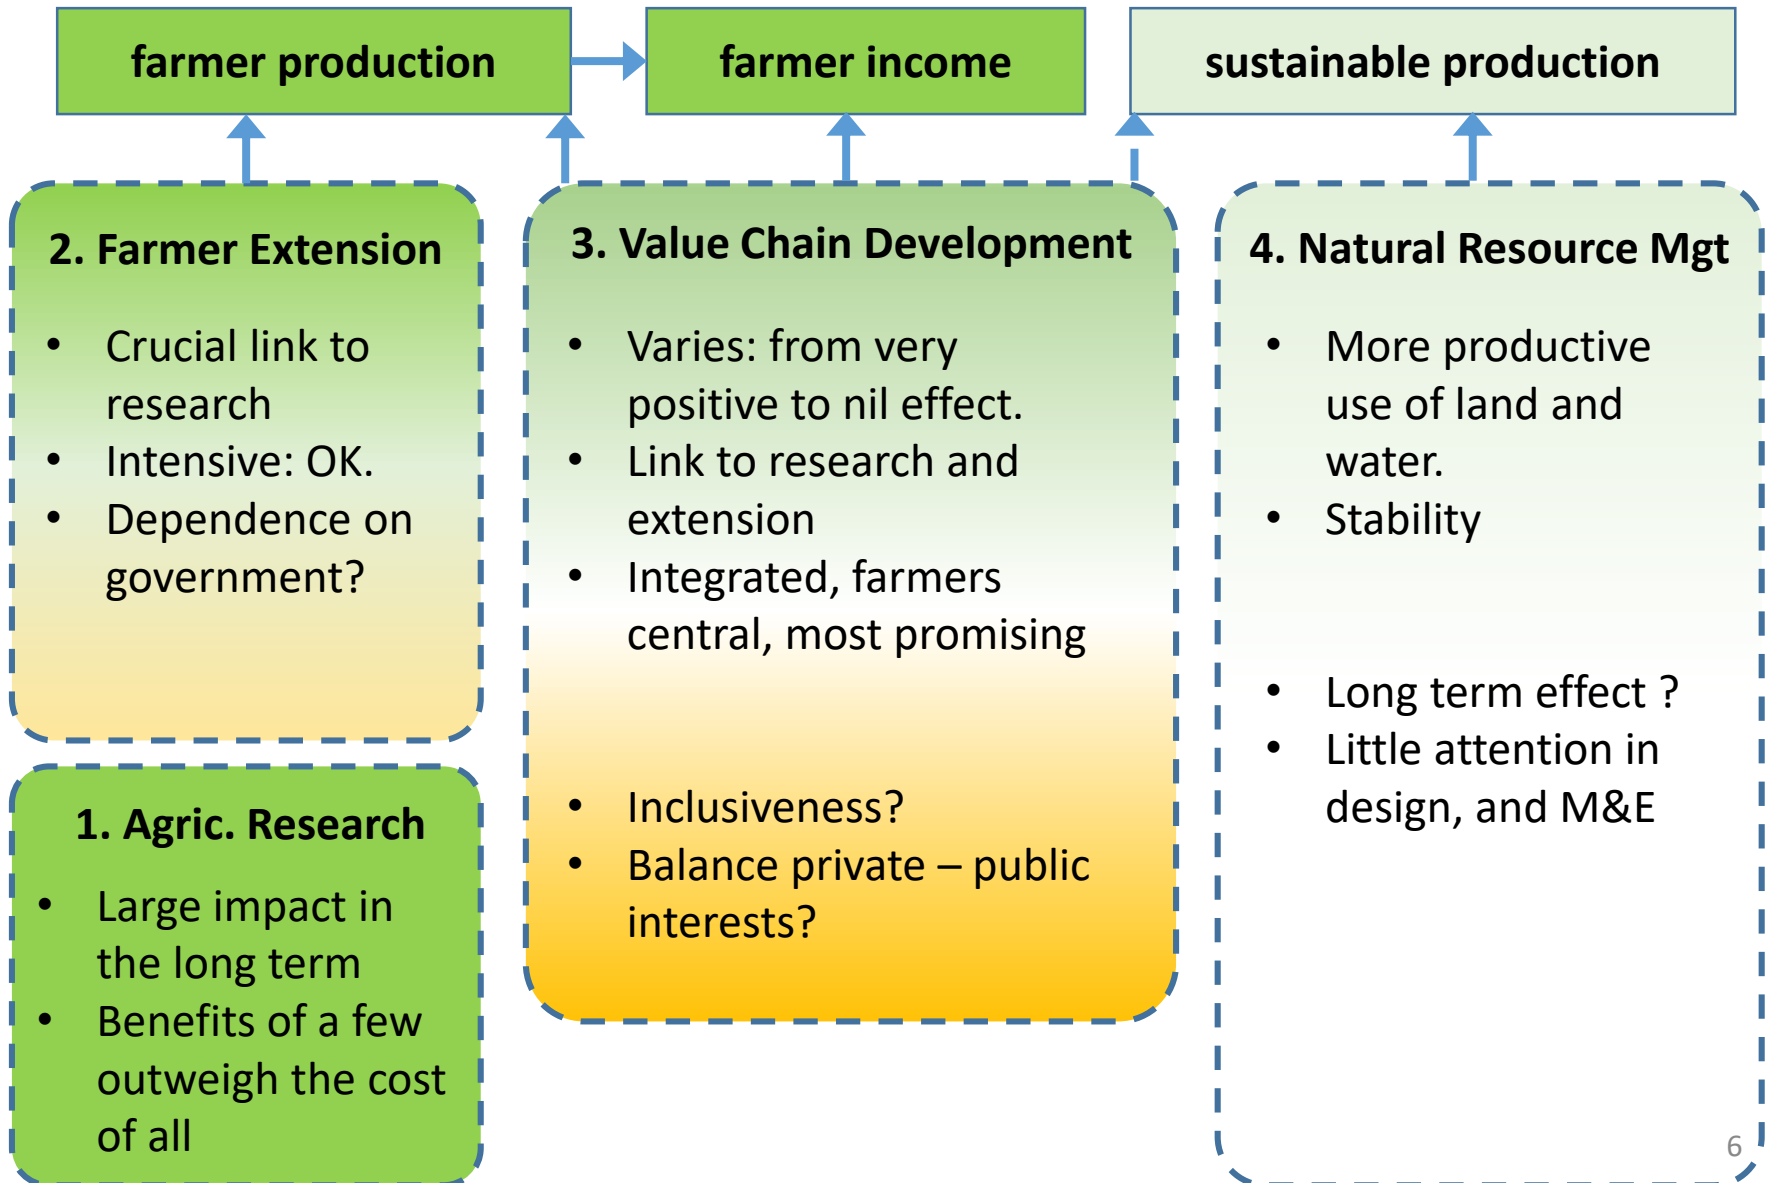 farmer production
farmer income
sustainable production
2. Farmer Extension
• Crucial link to
research
• Intensive: OK.
• Dependence on
government?
1. Agric. Research
• Large impact in
the long term
• Benefits of a few
outweigh the cost
of all
3. Value Chain Development
• Varies: from very
positive to nil effect.
• Link to research and
extension
• Integrated, farmers
central, most promising
• Inclusiveness?
• Balance private – public
interests?
4. Natural Resource Mgt
• More productive
use of land and
water.
• Stability
• Long term effect ?
• Little attention in
design, and M&E
6